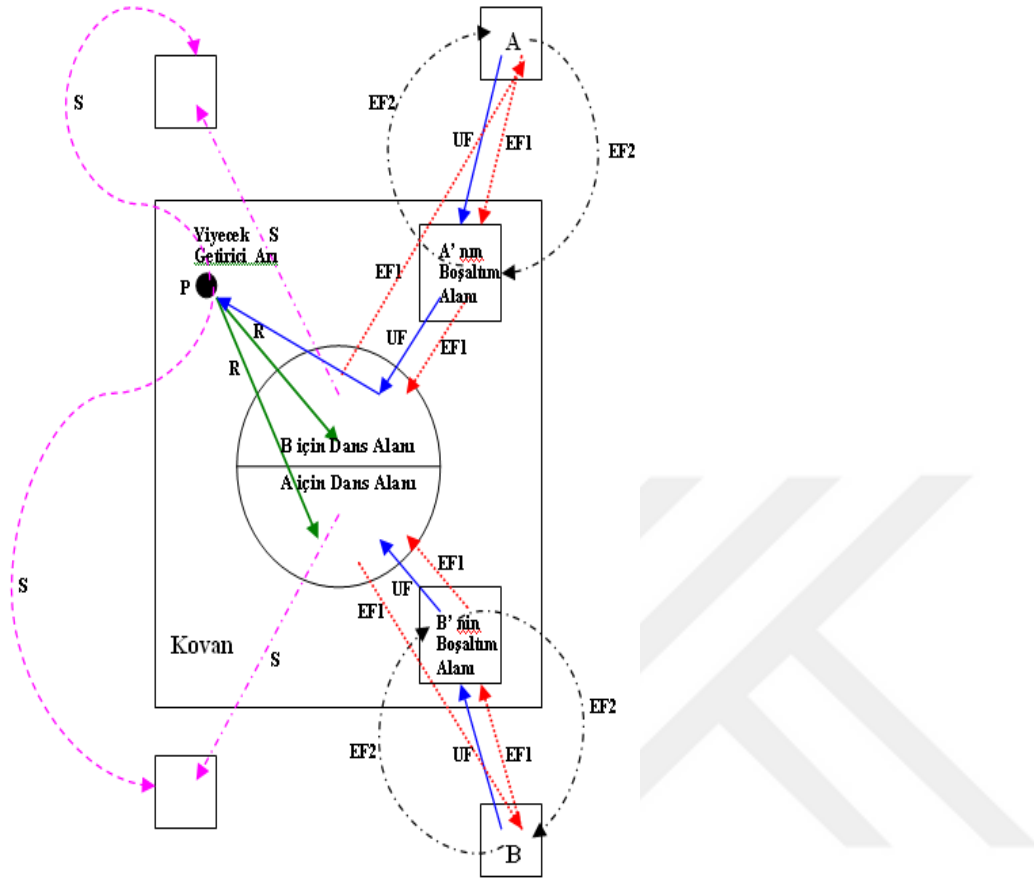 A
S
EF2
UF
EF1
EF2
Yiyecek S
Getirici Arı
P
A' nın
Boşaltım
Alanı
EF1
R
UF
EF1
R
B için Dans Alanı
A için Dans Alanı
S
EF1
UF
EF1
B' nin
Boşaltım
Alanı
Kovan
S
EF2
EF2
UF
EF1
B